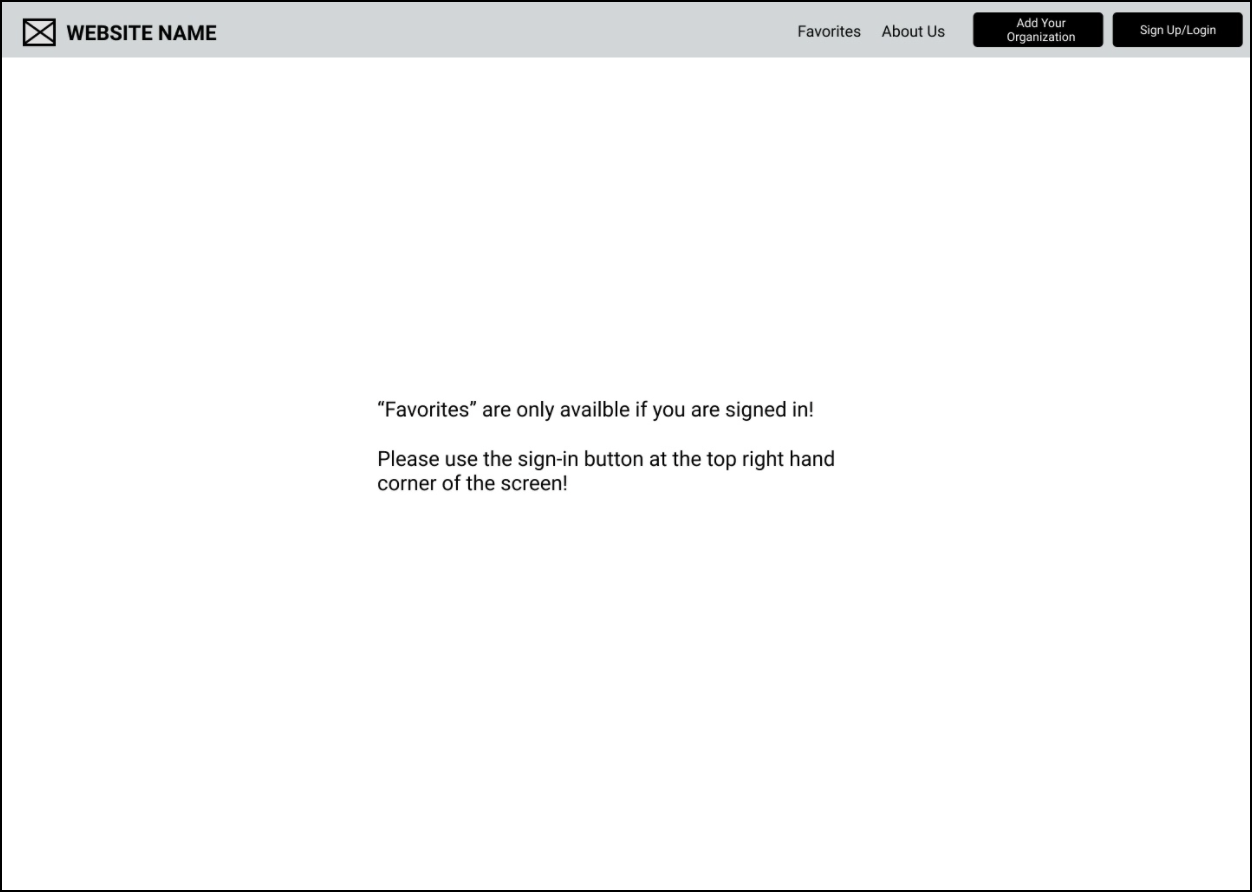 WEBSITE NAME
Favorites
About Us
Add Your
Organization
Sign Up/Login
“Favorites” are only availble if you are signed in!
Please use the sign-in button at the top right hand
corner of the screen!